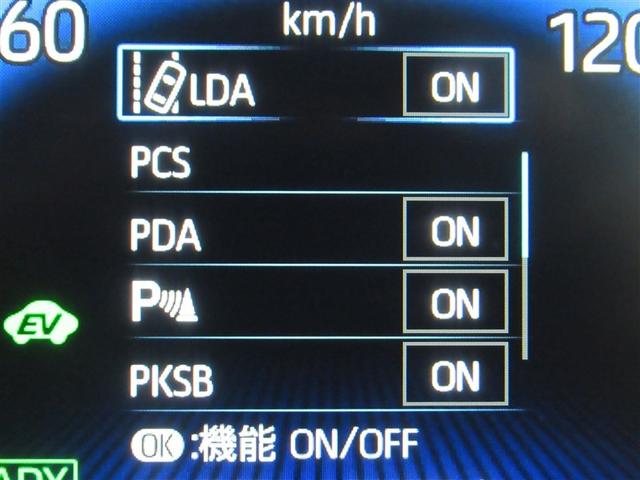 60
km/h
120
LDA ON
PCS
PDA ON
P ON
EV
PKSB ON
OK :機能 ON/OFF